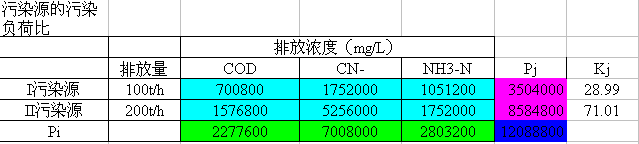 污染源的污染
负荷比
排放浓度（mg/L）
排放量 COD CN- NH3-N Pj Kj
I污染源 100t/h 700800 1752000 1051200 3504000 28.99
II污染源 200t/h 1576800 5256000 1752000 8584800 71.01
Pi 2277600 7008000 2803200 12088800